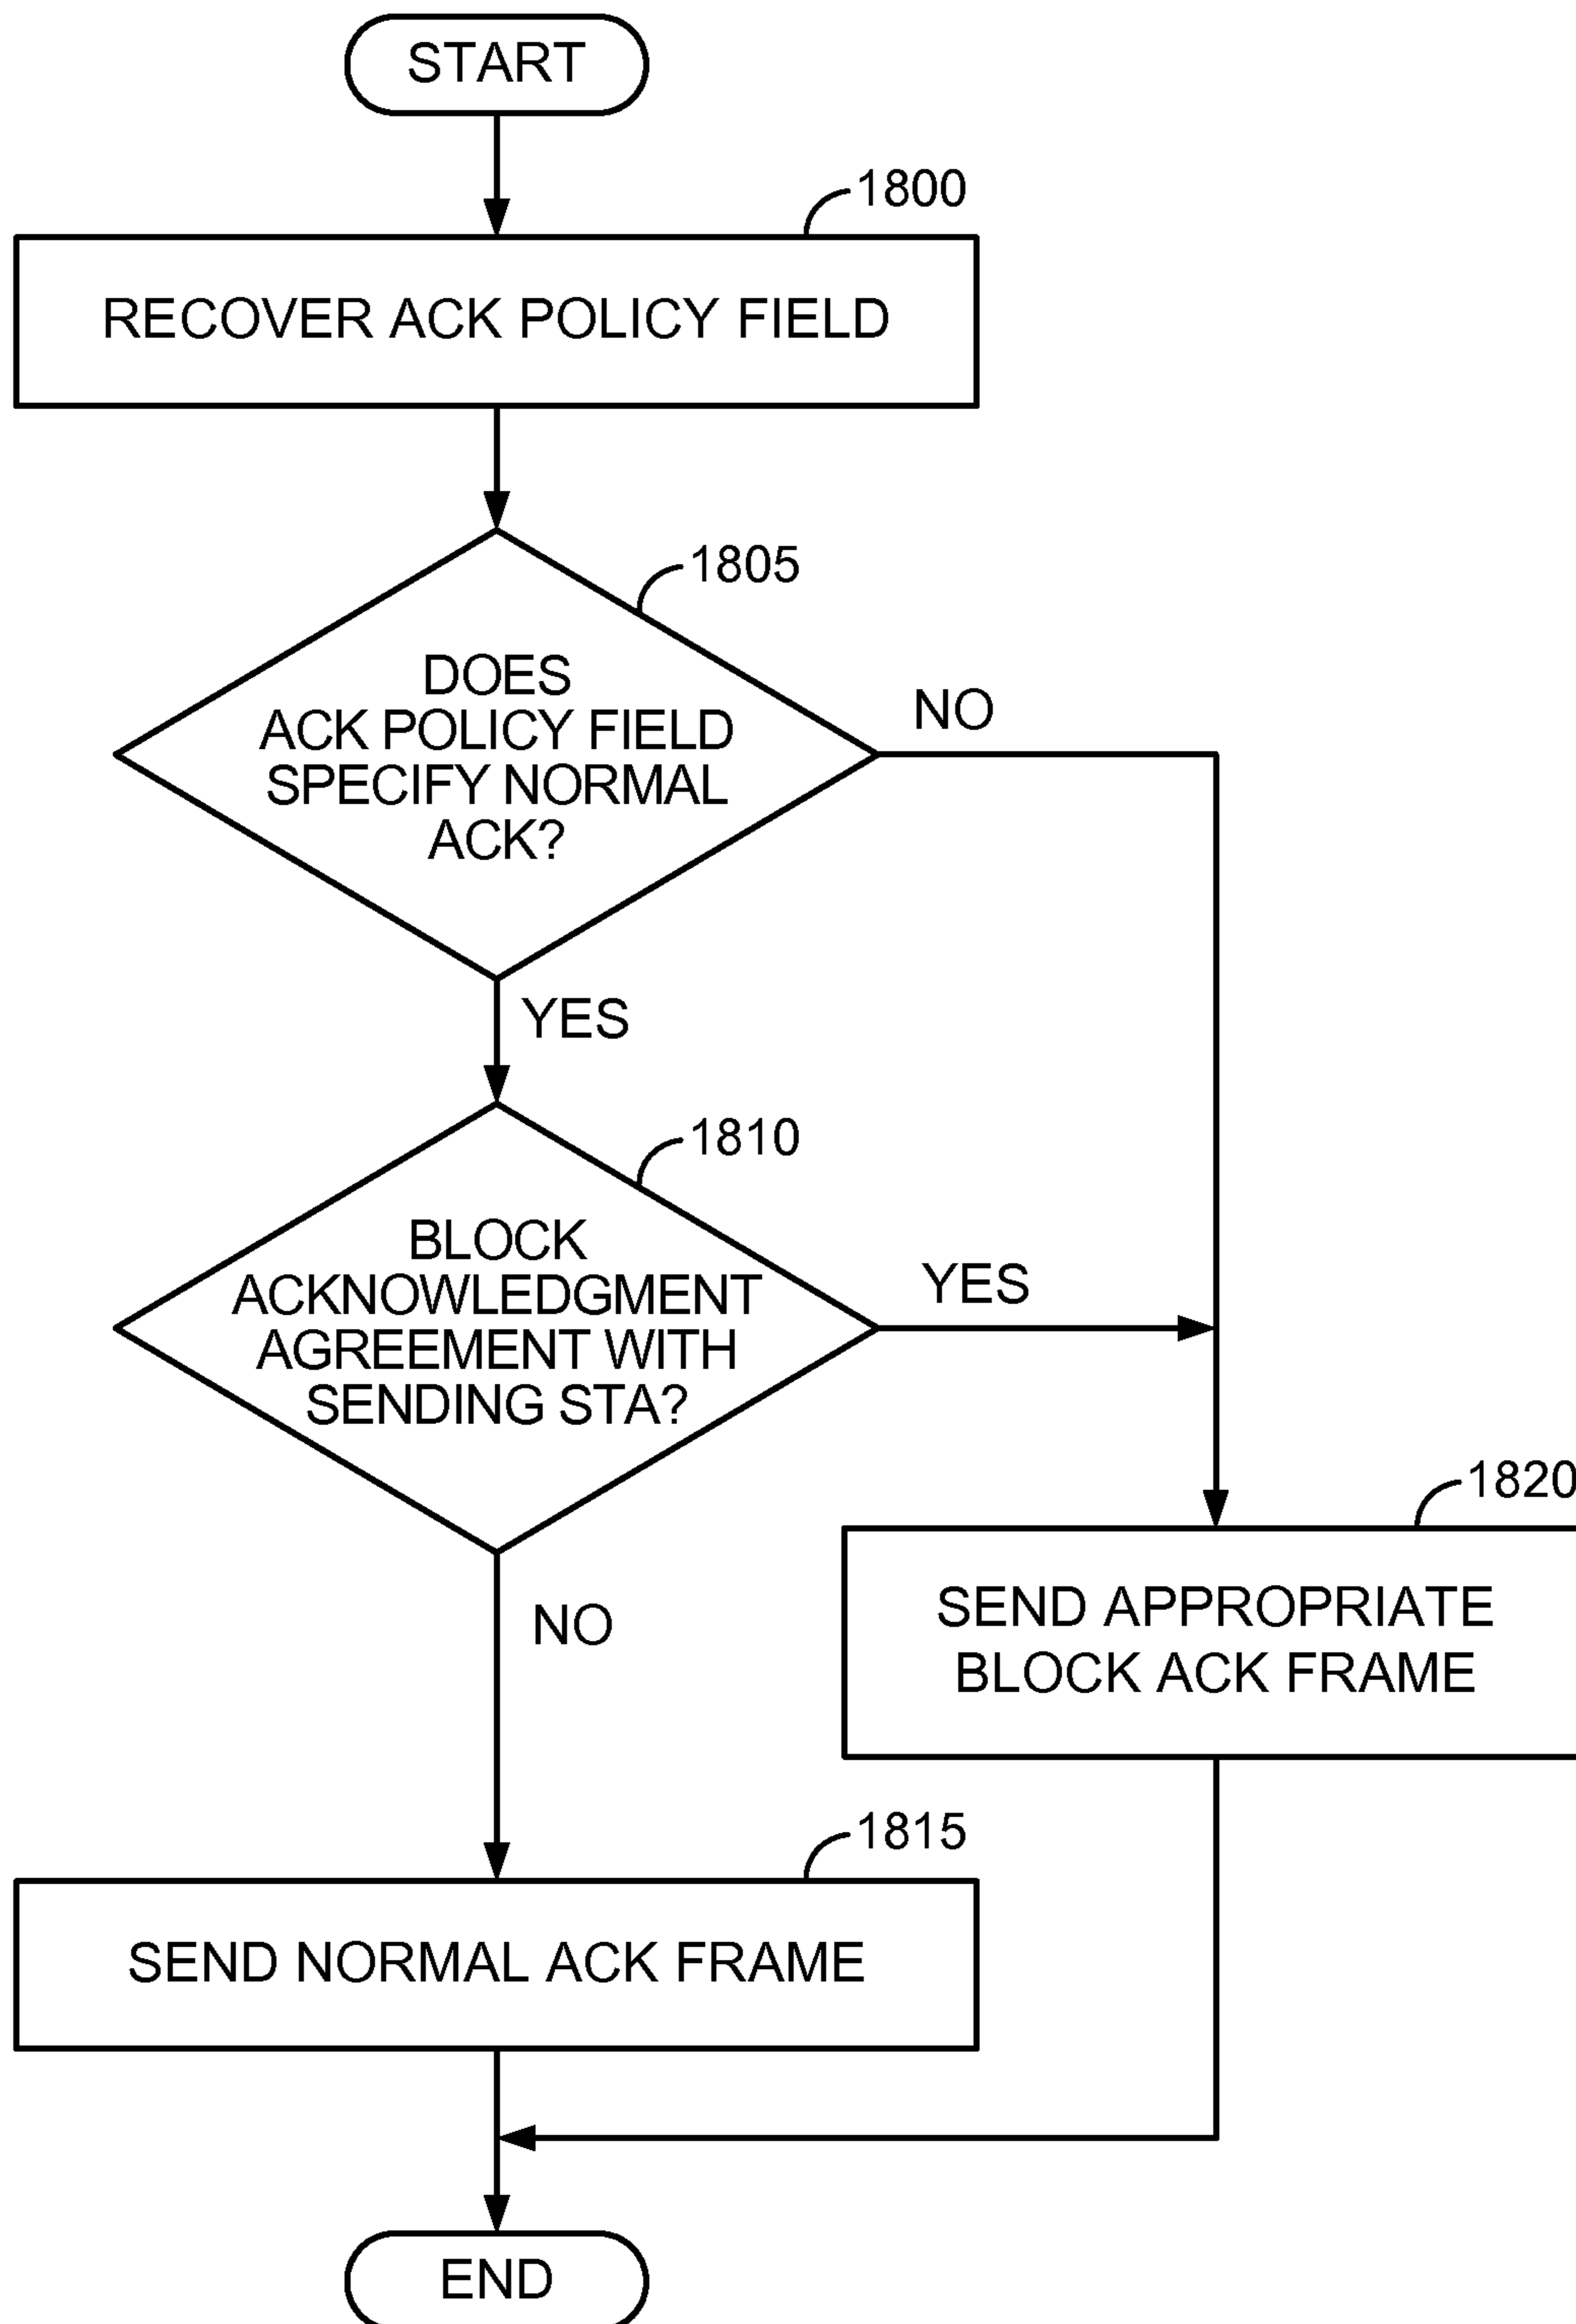 START
1800
RECOVER ACK POLICY FIELD
1805
DOES
ACK POLICY FIELD
SPECIFY NORMAL
ACK?
NO
YES
1810
BLOCK
ACKNOWLEDGMENT
AGREEMENT WITH
SENDING STA?
YES
NO
1820
SEND APPROPRIATE
BLOCK ACK FRAME
1815
SEND NORMAL ACK FRAME
END